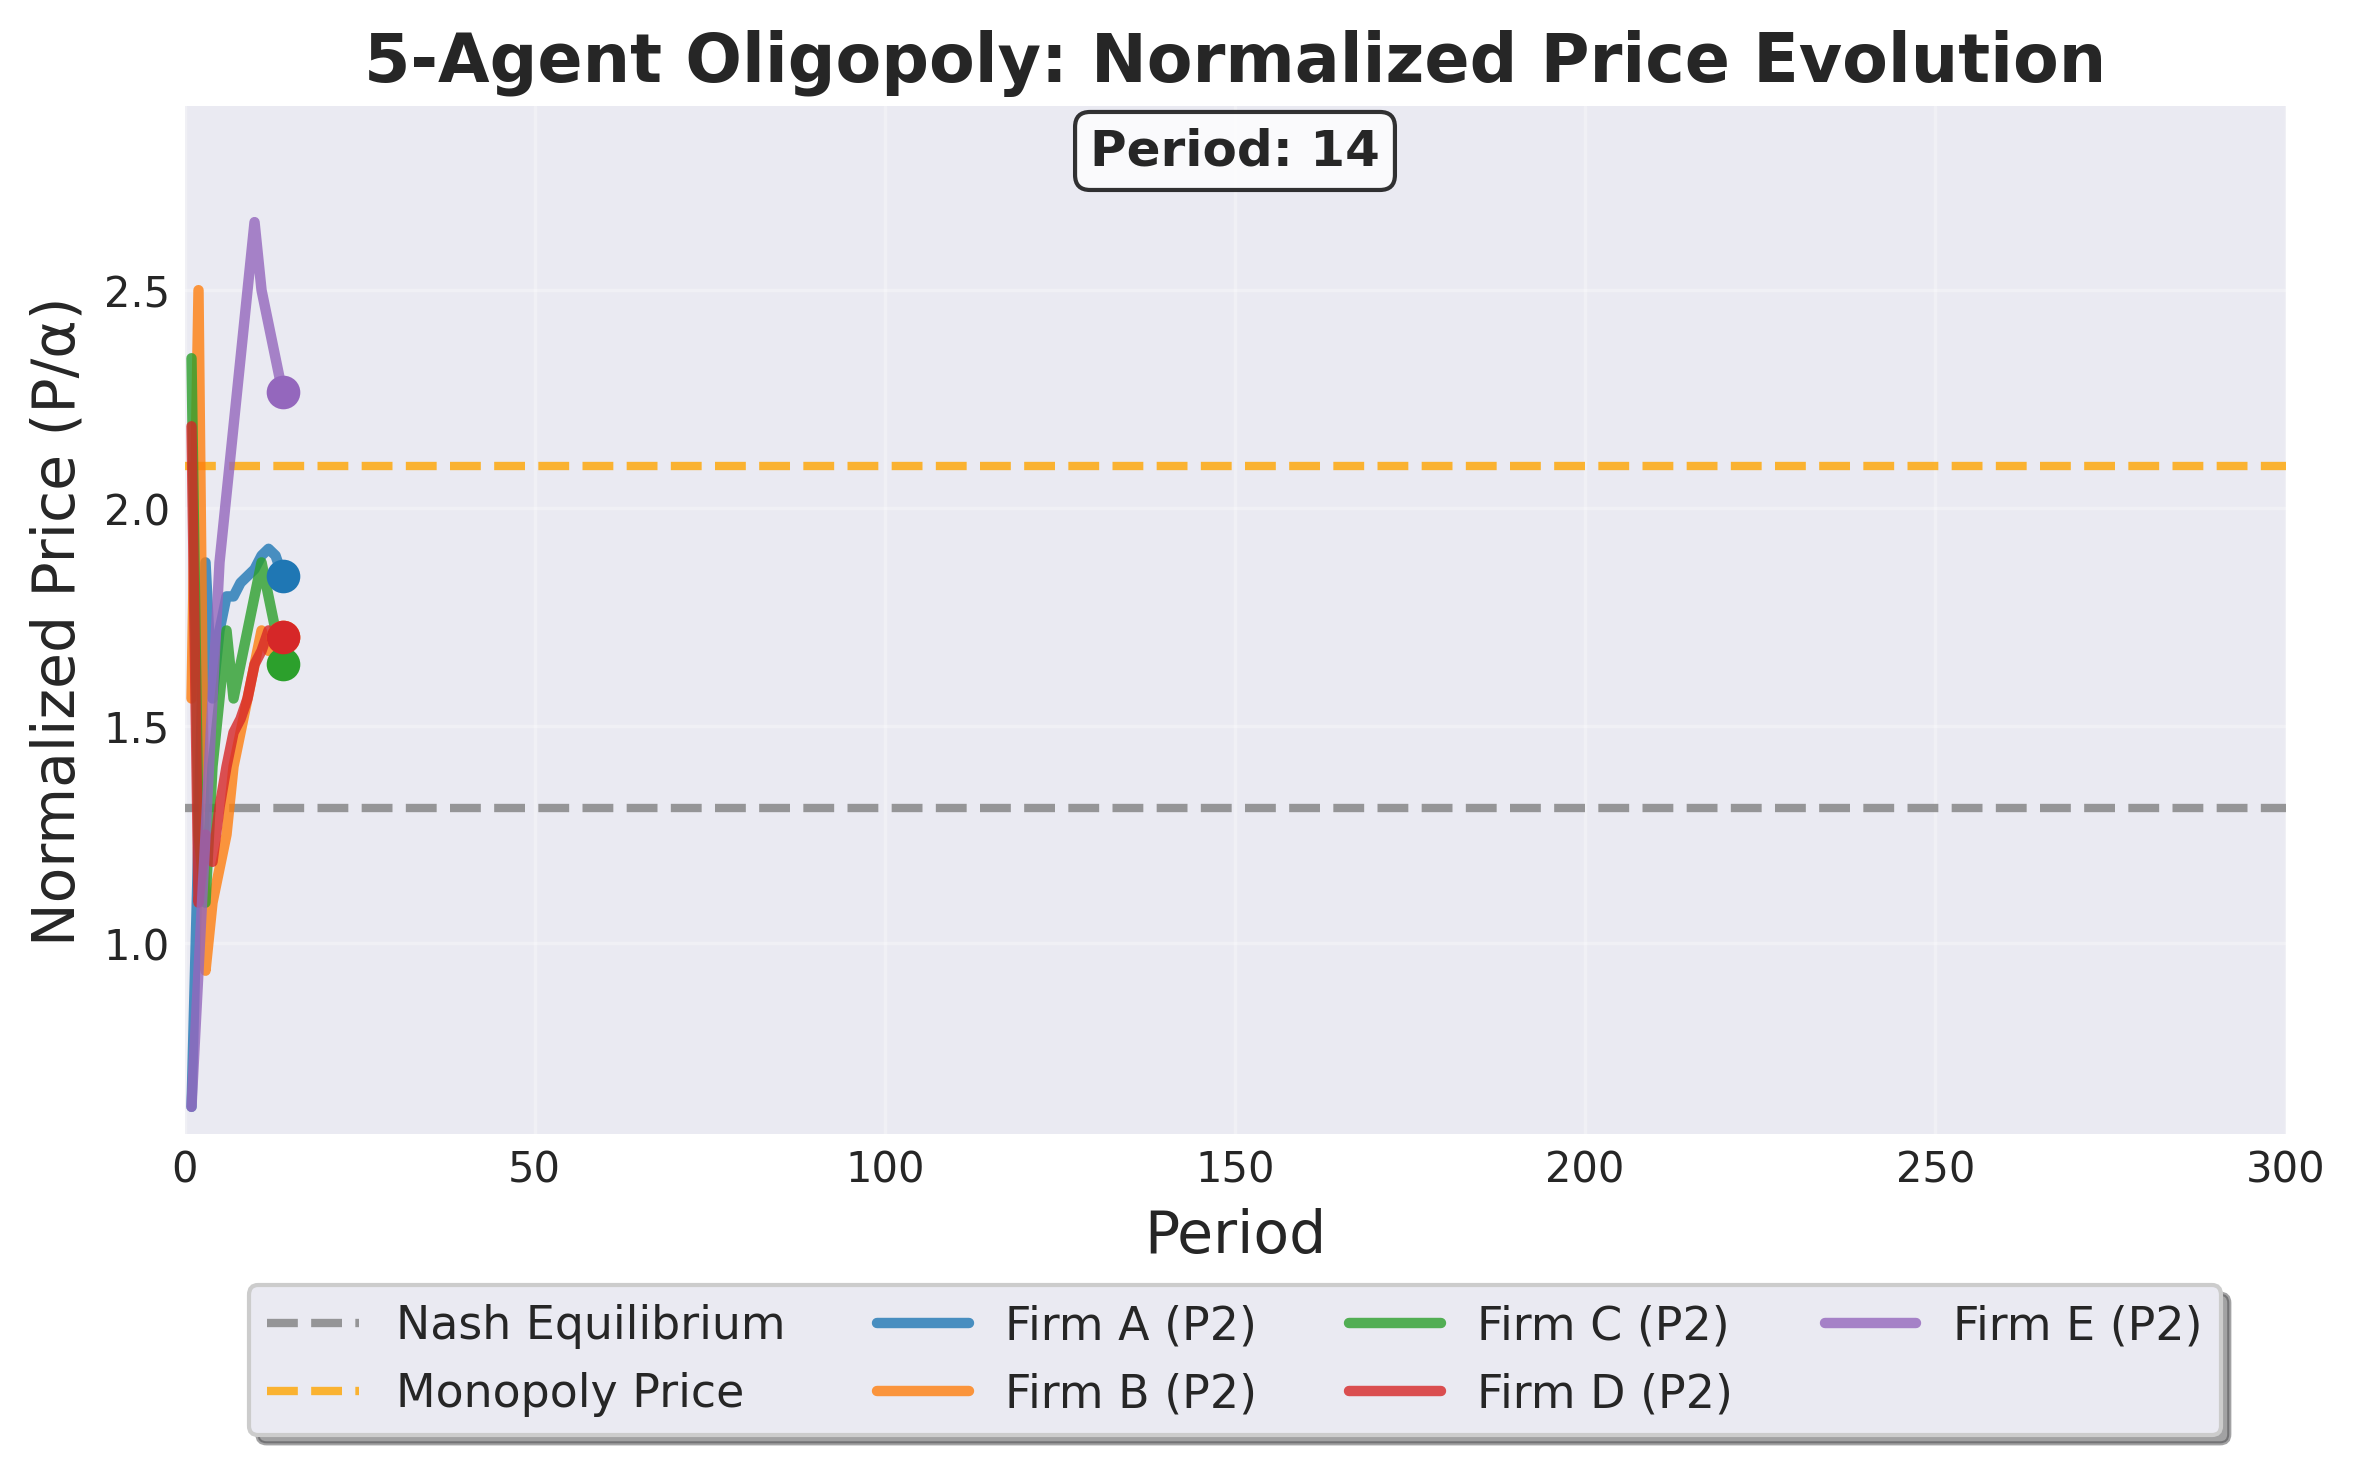 5-Agent Oligopoly: Normalized Price Evolution
Period: 14
Normalized Price (P/α)
2.5
2.0
1.5
1.0
0 50 100 150 200 250 300
Period
Nash Equilibrium Firm A (P2) Firm C (P2) Firm E (P2)
Monopoly Price Firm B (P2) Firm D (P2)